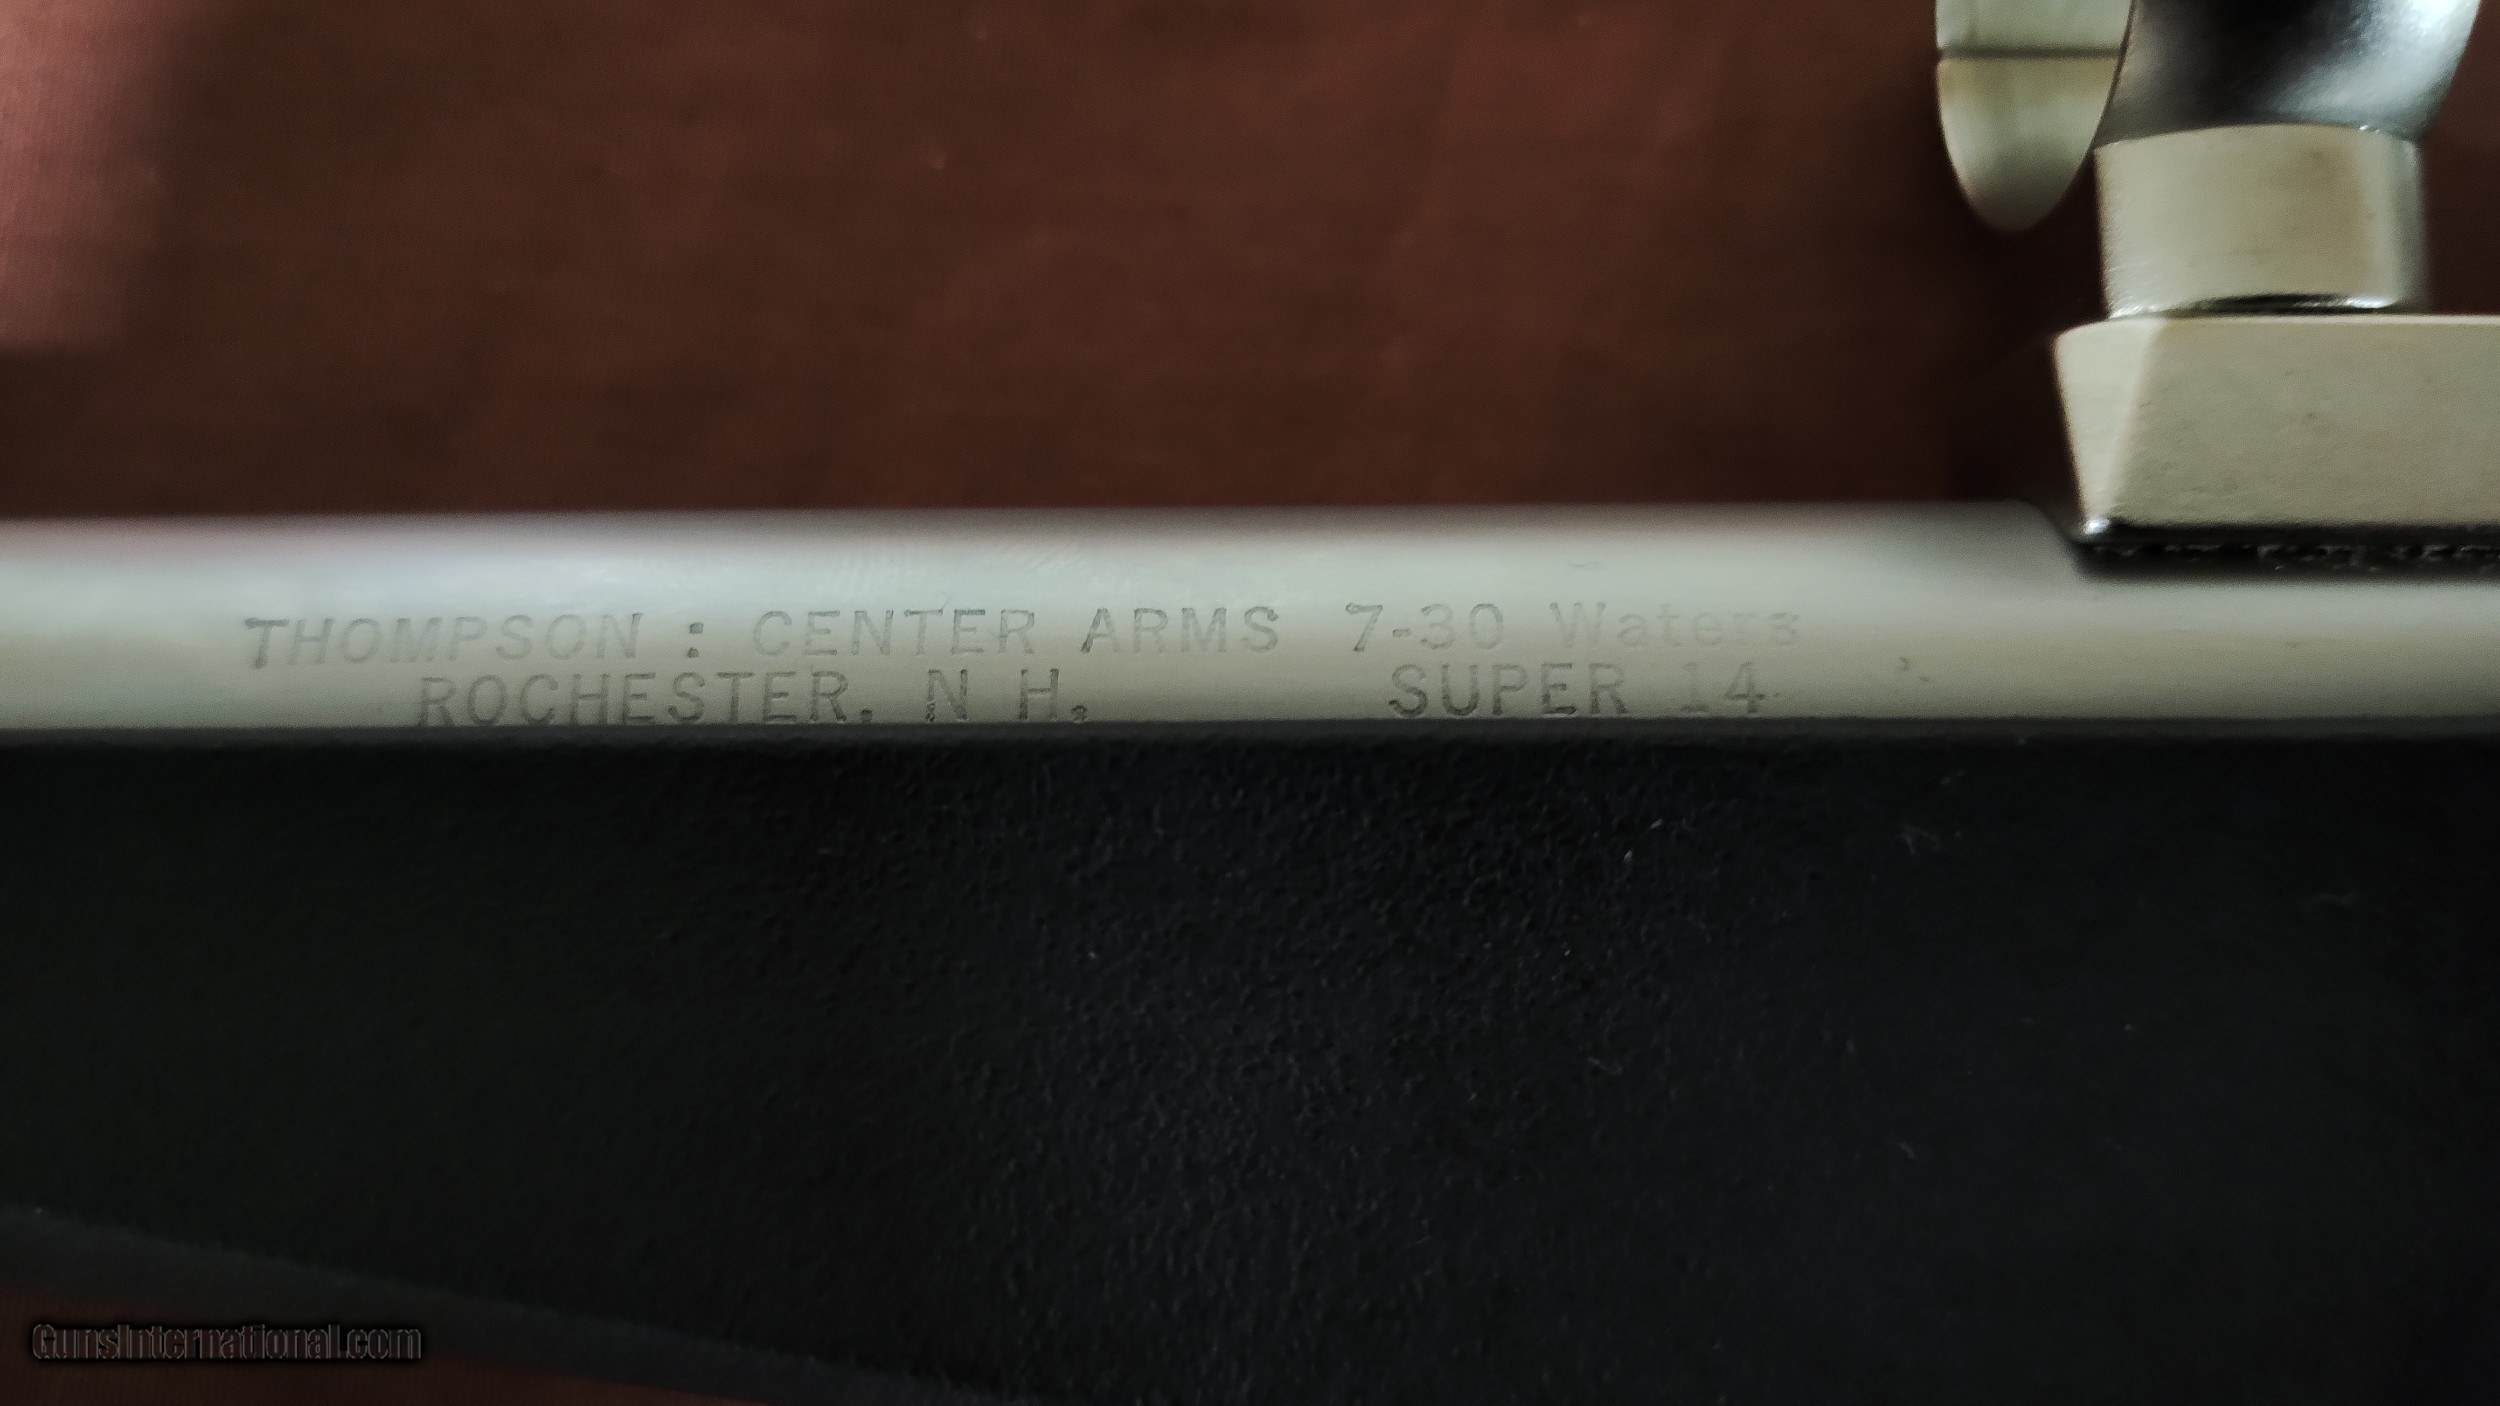 THOMPSON : CENTER ARMS 7-30 Waters
ROCHESTER. N H. SUPER 14
GunsInternational.com